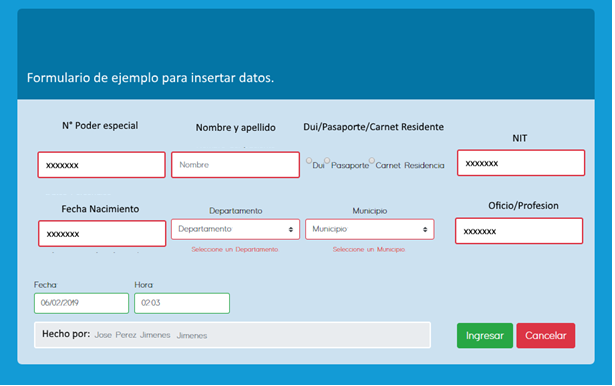 Formulario de ejemplo para insertar datos.
N° Poder especial
Nombre y apellido
Dui/Pasaporte/Carnet Residente
NIT
xxxxxxx
Nombre
Dui Pasaporte Carnet Residencia
xxxxxxx
Fecha Nacimiento
Departamento
Municipio
Oficio/Profesion
xxxxxxx
Departamento
Municipio
xxxxxxx
Seleccione un Departamento
Seleccione un Municipio
Fecha
Hora
06/02/2019
02:03
Hecho por: Jose Perez Jimenes Jimenes
Ingresar
Cancelar